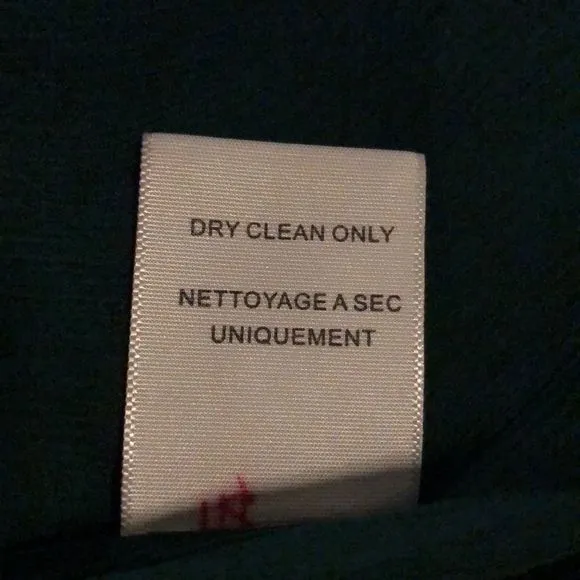 DRY CLEAN ONLY
NETTOYAGE A SEC
UNIQUEMENT